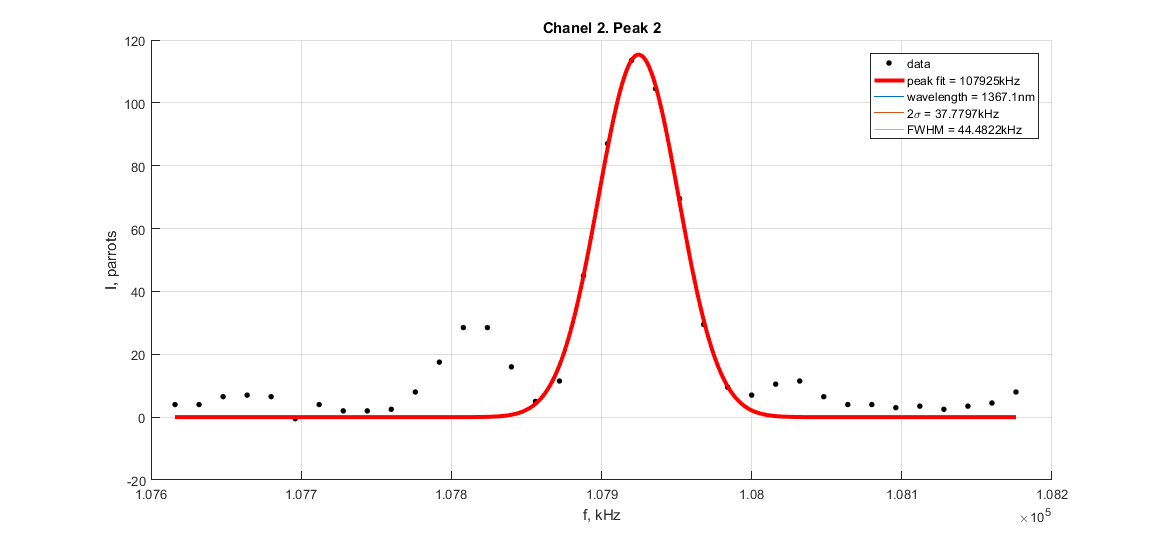 Chanel 2. Peak 2
120
100
80
60
40
20
0
-20
I, parrots
data
peak fit = 107925kHz
wavelength = 1367.1nm
2σ = 37.7797kHz
FWHM = 44.4822kHz
1.076 1.077 1.078 1.079 1.08 1.081 1.082
f, kHz
×10⁵